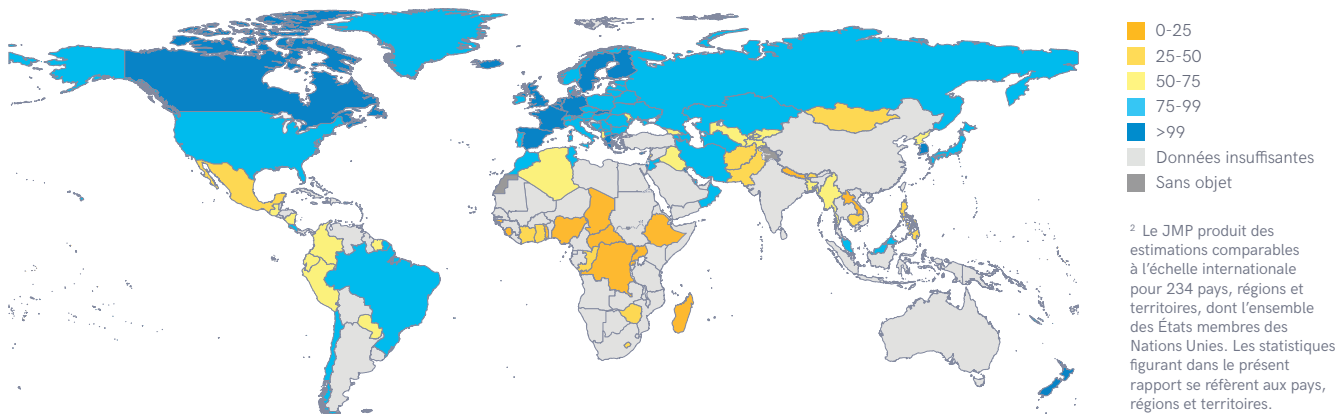 0-25
25-50
50-75
75-99
>99
Données insuffisantes
Sans objet
² Le JMP produit des
estimations comparables
à l’échelle internationale
pour 234 pays, régions et
territoires, dont l’ensemble
des États membres des
Nations Unies. Les statistiques
figurant dans le présent
rapport se réfèrent aux pays,
régions et territoires.